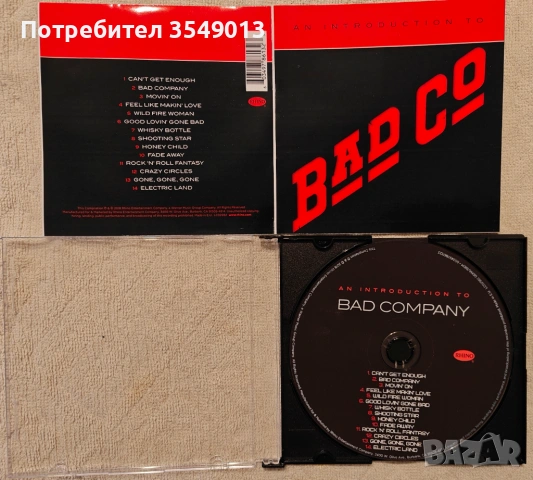 Потребител 3549013
AN INTRODUCTION TO
BAD CO
1 CAN'T GET ENOUGH
2 BAD COMPANY
3 MOVIN' ON
4 FEEL LIKE MAKIN' LOVE
5 WILD FIRE WOMAN
6 GOOD LOVIN' GONE BAD
7 WHISKY BOTTLE
8 SHOOTING STAR
9 HONEY CHILD
10 FADE AWAY
11 ROCK 'N' ROLL FANTASY
12 CRAZY CIRCLES
13 GONE, GONE, GONE
14 ELECTRIC LAND
RHINO
AN INTRODUCTION TO
BAD COMPANY
RHINO
1 CAN'T GET ENOUGH
2 BAD COMPANY
3 MOVIN' ON
4 FEEL LIKE MAKIN' LOVE
5 WILD FIRE WOMAN
6 GOOD LOVIN' GONE BAD
7 WHISKY BOTTLE
8 SHOOTING STAR
9 HONEY CHILD
10 FADE AWAY
11 ROCK 'N' ROLL FANTASY
12 CRAZY CIRCLES
13 GONE, GONE, GONE
14 ELECTRIC LAND
BAZAR